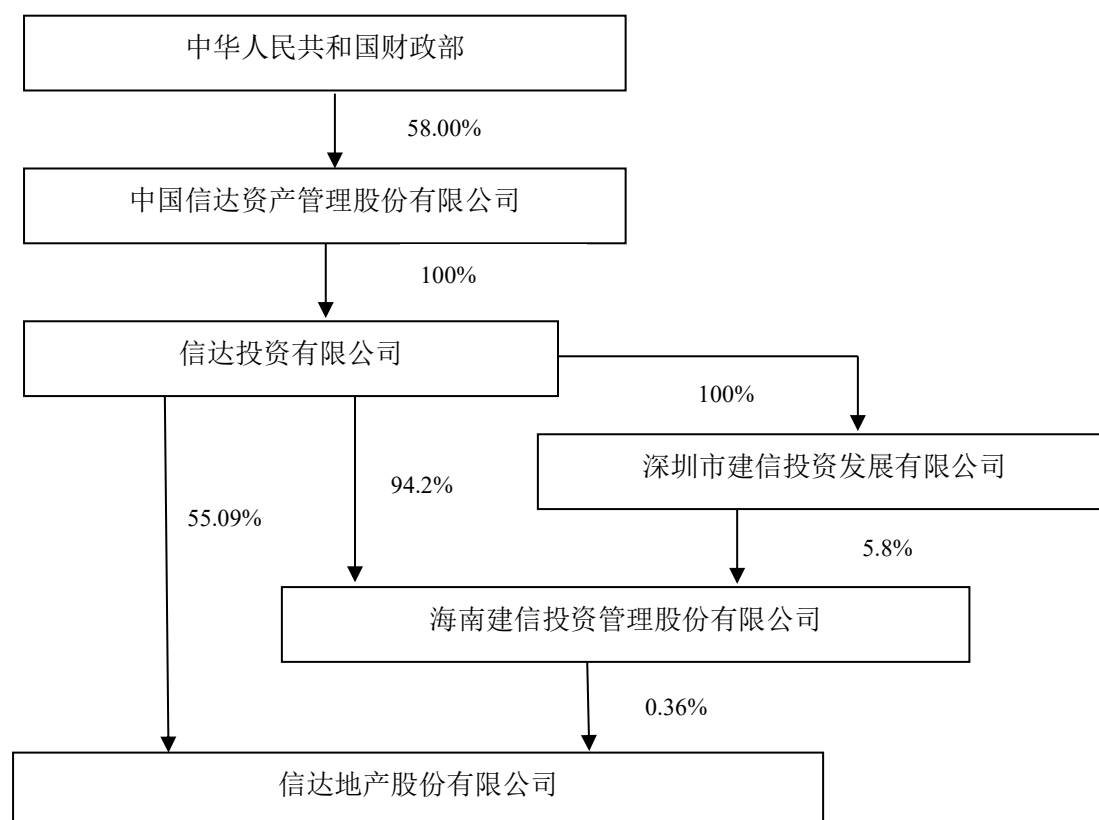 中华人民共和国财政部
58.00%
中国信达资产管理股份有限公司
100%
信达投资有限公司
100%
深圳市建信投资发展有限公司
94.2%
55.09%
5.8%
海南建信投资管理股份有限公司
0.36%
信达地产股份有限公司